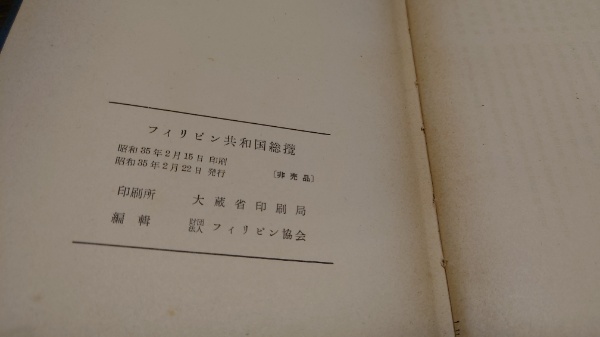 フィリピン共和国総攬
昭和35年2月15日 印刷
昭和35年2月22日 発行 〔非売品〕
印刷所 大蔵省印刷局
編輯 財団法人 フィリピン協会